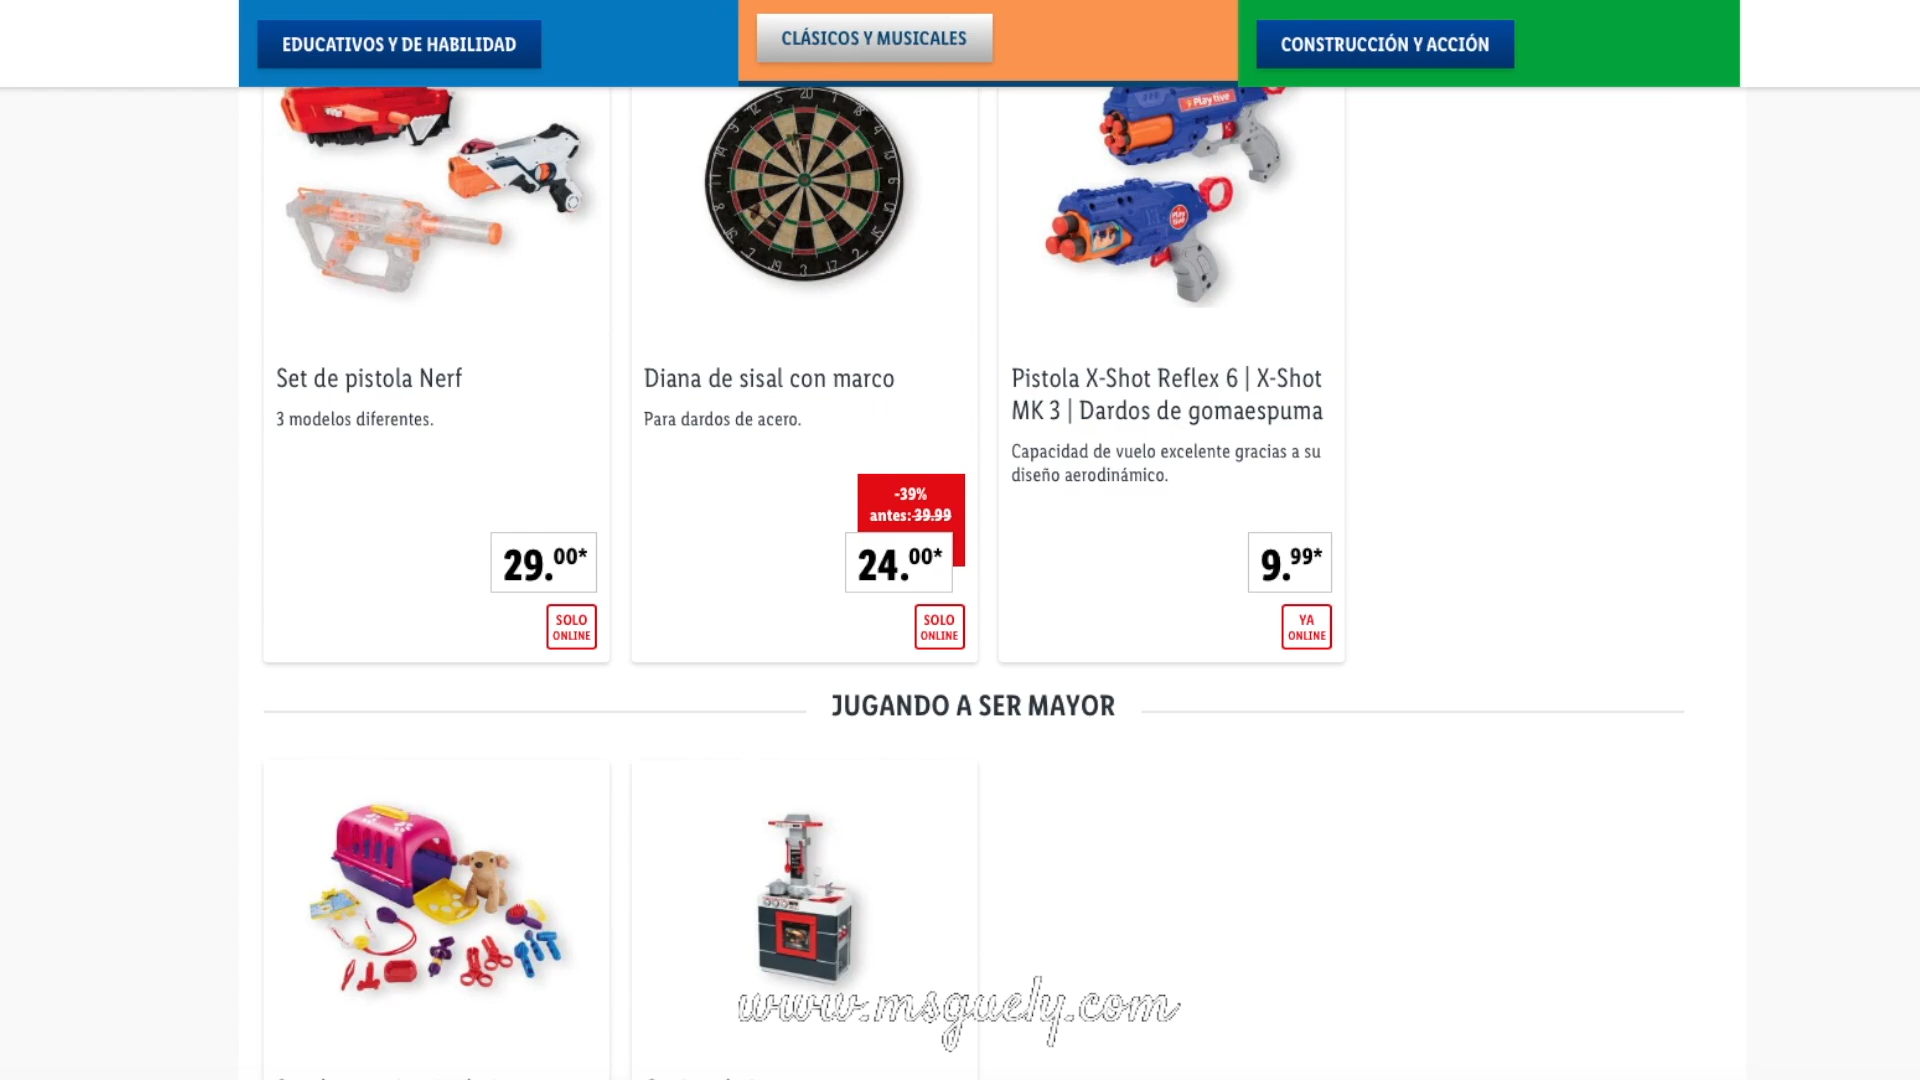 EDUCATIVOS Y DE HABILIDAD
CLÁSICOS Y MUSICALES
CONSTRUCCIÓN Y ACCIÓN
Play tive
Set de pistola Nerf
3 modelos diferentes.
29.00*
SOLO
ONLINE
Diana de sisal con marco
Para dardos de acero.
-39%
antes: 39.99
24.00*
SOLO
ONLINE
Pistola X-Shot Reflex 6 | X-Shot
MK 3 | Dardos de gomaespuma
Capacidad de vuelo excelente gracias a su
diseño aerodinámico.
9.99*
YA
ONLINE
JUGANDO A SER MAYOR
www.msguely.com